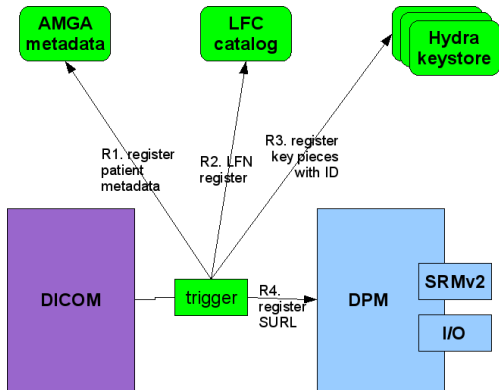 AMGA
metadata
LFC
catalog
Hydra
keystore
R1. register
patient
metadata
R2. LFN
register
R3. register
key pieces
with ID
DICOM
trigger
R4.
register
SURL
DPM
SRMv2
I/O